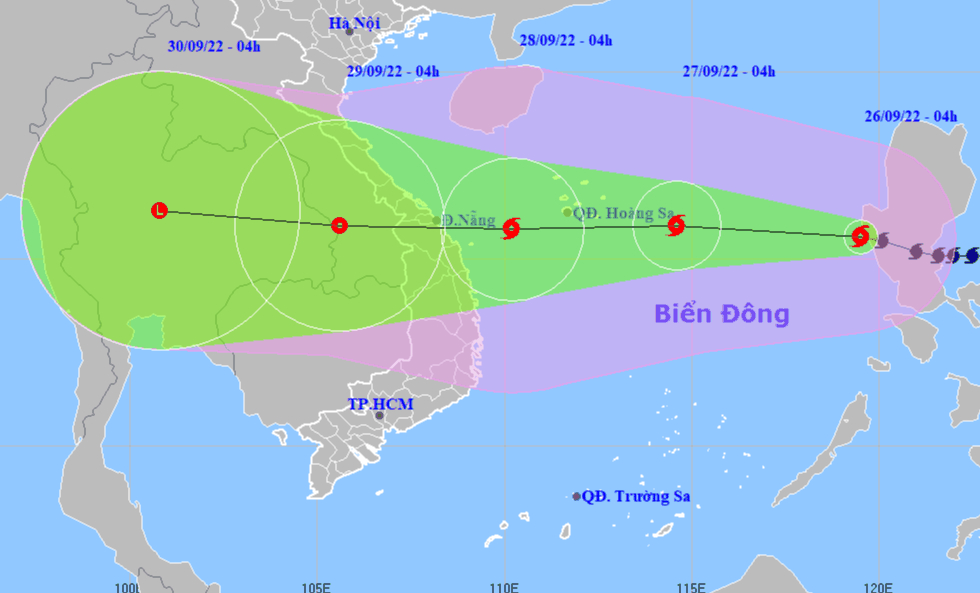 Hà Nội
28/09/22 - 04h
30/09/22 - 04h
29/09/22 - 04h
27/09/22 - 04h
26/09/22 - 04h
L
Đ.Nẵng
QĐ. Hoàng Sa
Biển Đông
TP.HCM
QĐ. Trường Sa
105E
110E
115E
120E